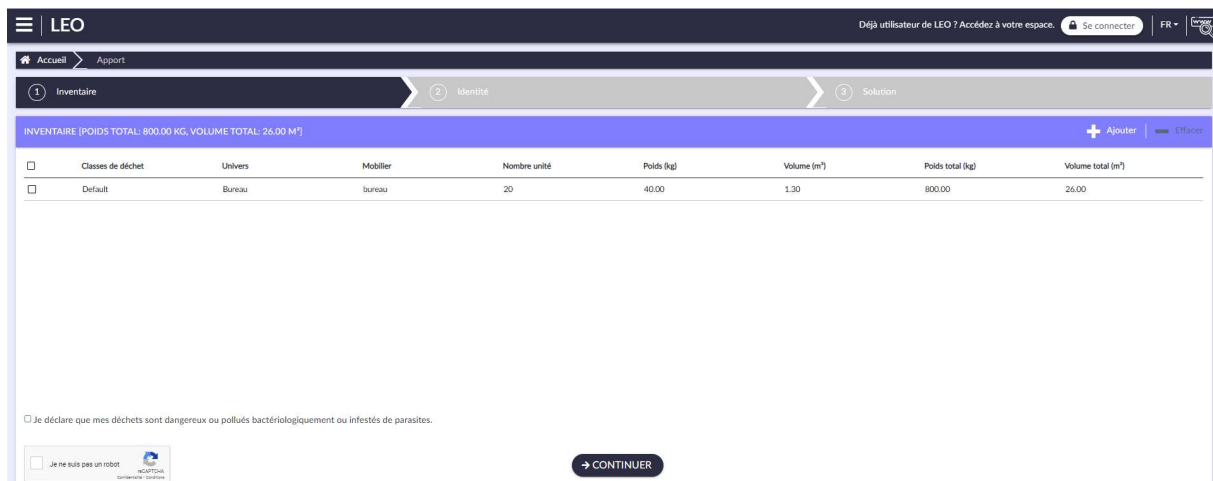 LEO
Déjà utilisateur de LEO ? Accédez à votre espace. Se connecter FR
Accueil Apport
1 Inventaire 2 Identité 3 Solution
INVENTAIRE [POIDS TOTAL: 800.00 KG, VOLUME TOTAL: 26.00 M³] Ajouter Effacer
Classes de déchet Univers Mobilier Nombre unité Poids (kg) Volume (m³) Poids total (kg) Volume total (m³)
Default Bureau bureau 20 40.00 1.30 800.00 26.00
Je déclare que mes déchets sont dangereux ou pollués bactériologiquement ou infestés de parasites.
Je ne suis pas un robot
reCAPTCHA
Confidentialité - Conditions
CONTINUER